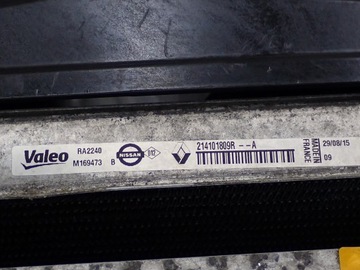 Valeo
RA2240
M169473 B
NISSAN
214101809R --A
MADE IN
FRANCE
29/08/15
09